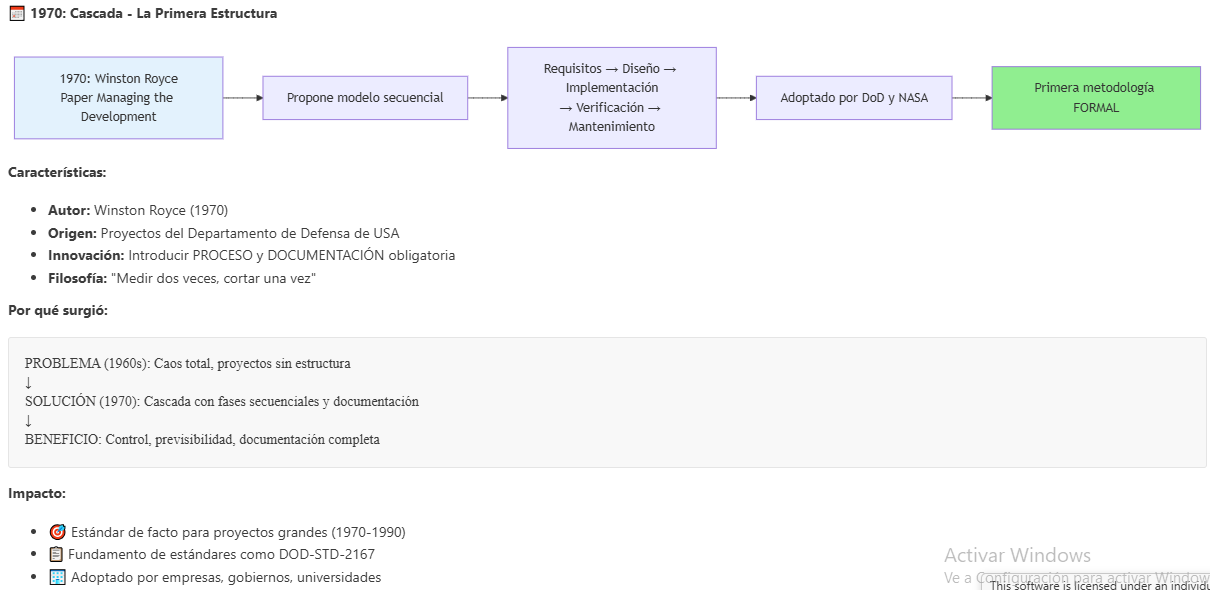 1970: Cascada - La Primera Estructura
1970: Winston Royce
Paper Managing the
Development
Propone modelo secuencial
Requisitos → Diseño →
Implementación
→ Verificación →
Mantenimiento
Adoptado por DoD y NASA
Primera metodología
FORMAL
Características:
• Autor: Winston Royce (1970)
• Origen: Proyectos del Departamento de Defensa de USA
• Innovación: Introducir PROCESO y DOCUMENTACIÓN obligatoria
• Filosofía: "Medir dos veces, cortar una vez"
Por qué surgió:
PROBLEMA (1960s): Caos total, proyectos sin estructura
↓
SOLUCIÓN (1970): Cascada con fases secuenciales y documentación
↓
BENEFICIO: Control, previsibilidad, documentación completa
Impacto:
• Estándar de facto para proyectos grandes (1970-1990)
• Fundamento de estándares como DOD-STD-2167
• Adoptado por empresas, gobiernos, universidades
Activar Windows
Ve a Configuración para activar Windows
This software is licensed under an individu